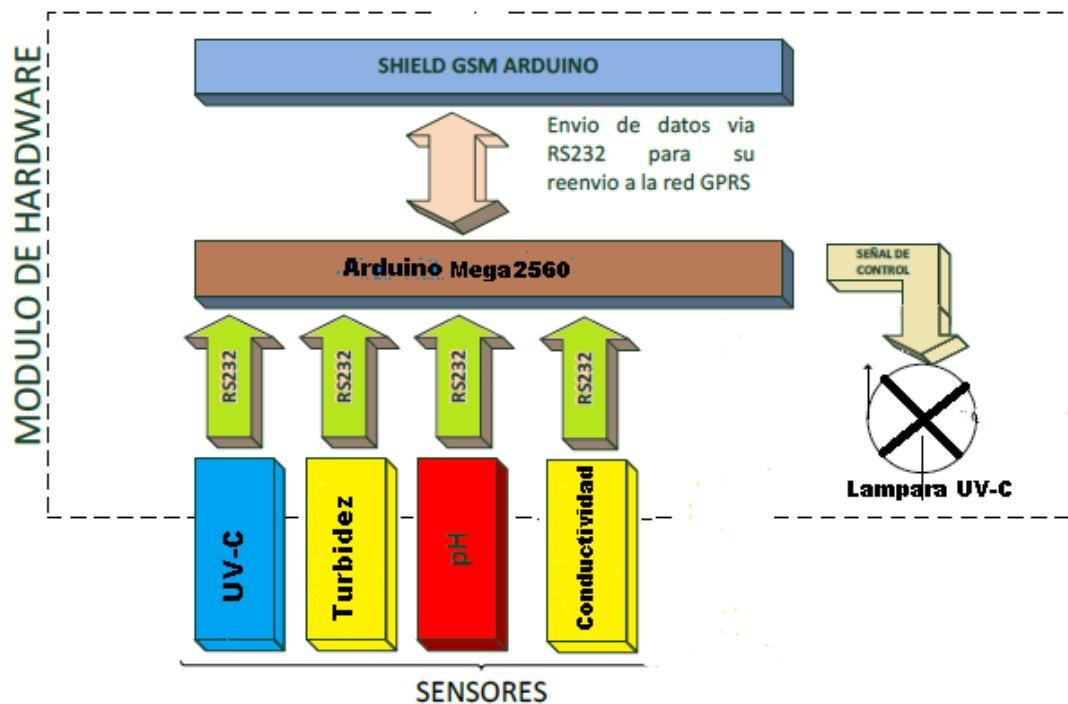 MODULO DE HARDWARE
SHIELD GSM ARDUINO
Envio de datos via
RS232 para su
reenvio a la red GPRS
Arduino Mega2560
SEÑAL DE
CONTROL
RS232
RS232
RS232
RS232
Lampara UV-C
UV-C
Turbidez
pH
Conductividad
SENSORES